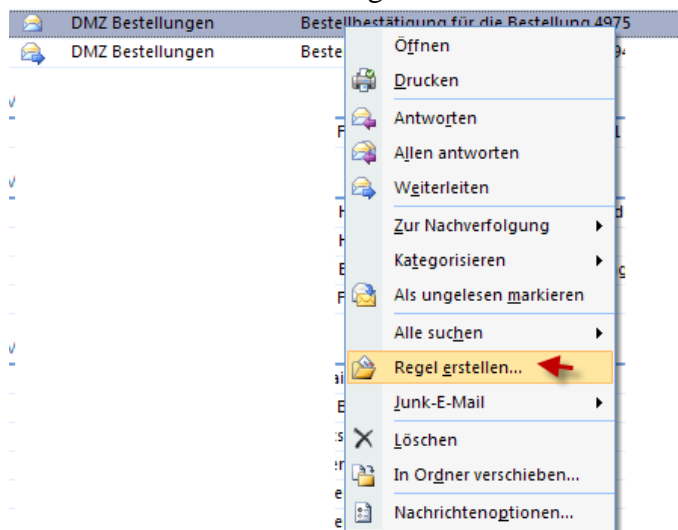 DMZ Bestellungen Bestellbestätigung für die Bestellung 4975
DMZ Bestellungen Beste
Öffnen
Drucken
Antworten
Allen antworten
Weiterleiten
Zur Nachverfolgung
Kategorisieren
Als ungelesen markieren
Alle suchen
Regel erstellen...
Junk-E-Mail
Löschen
In Ordner verschieben...
Nachrichtenoptionen...